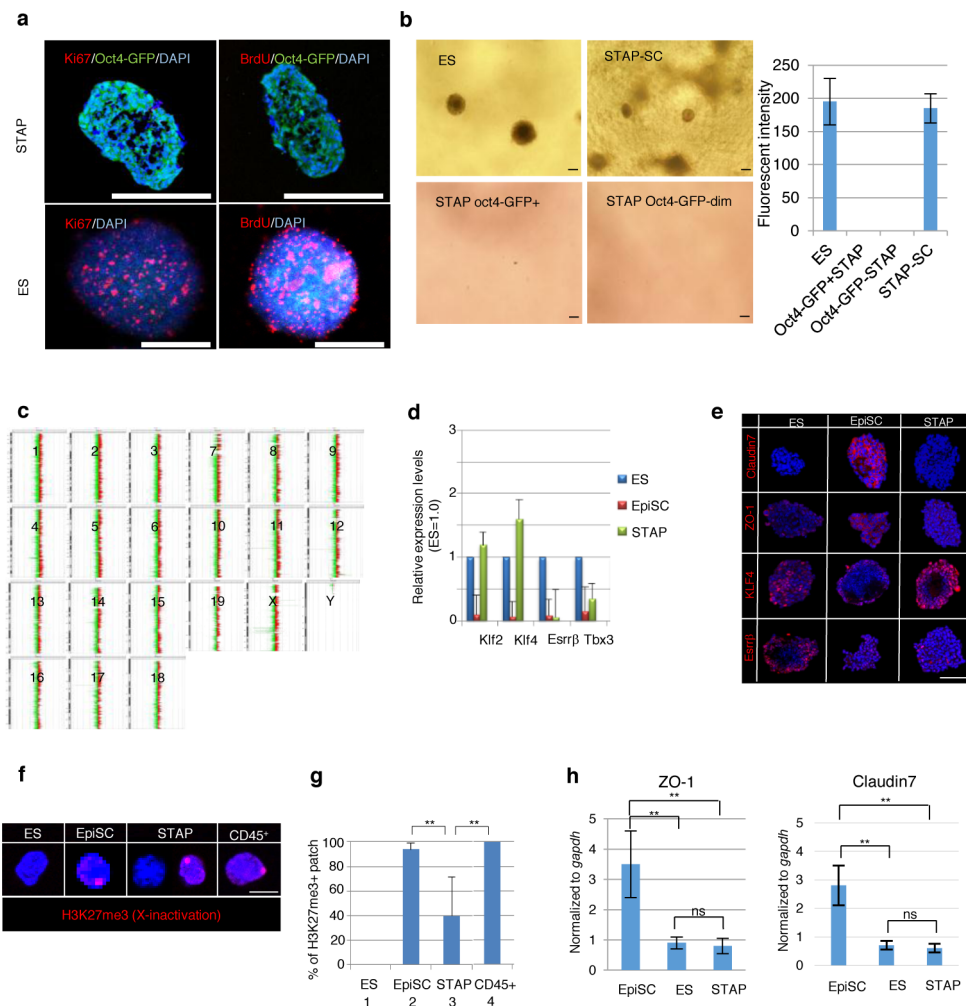 a
Ki67/Oct4-GFP/DAPI
BrdU/Oct4-GFP/DAPI
STAP
Ki67/DAPI
BrdU/DAPI
ES
b
ES
STAP-SC
STAP oct4-GFP+
STAP Oct4-GFP-dim
Fluorescent intensity
250
200
150
100
50
0
ES
Oct4-GFP+STAP
Oct4-GFP-STAP
STAP-SC
c
1 2 3 7 8 9
4 5 6 10 11 12
13 14 15 19 X Y
16 17 18
d
Relative expression levels
(ES=1.0)
3
2
1
0
Klf2 Klf4 Esrrβ Tbx3
ES
EpiSC
STAP
e
ES EpiSC STAP
Claudin7
ZO-1
KLF4
Esrrβ
f
ES EpiSC STAP CD45+
H3K27me3 (X-inactivation)
g
% of H3K27me3+ patch
100
80
60
40
20
0
** **
ES EpiSC STAP CD45+
1 2 3 4
h
ZO-1
Normalized to gapdh
5
4
3
2
1
0
**
**
ns
EpiSC ES STAP
Claudin7
Normalized to gapdh
5
4
3
2
1
0
**
**
ns
EpiSC ES STAP